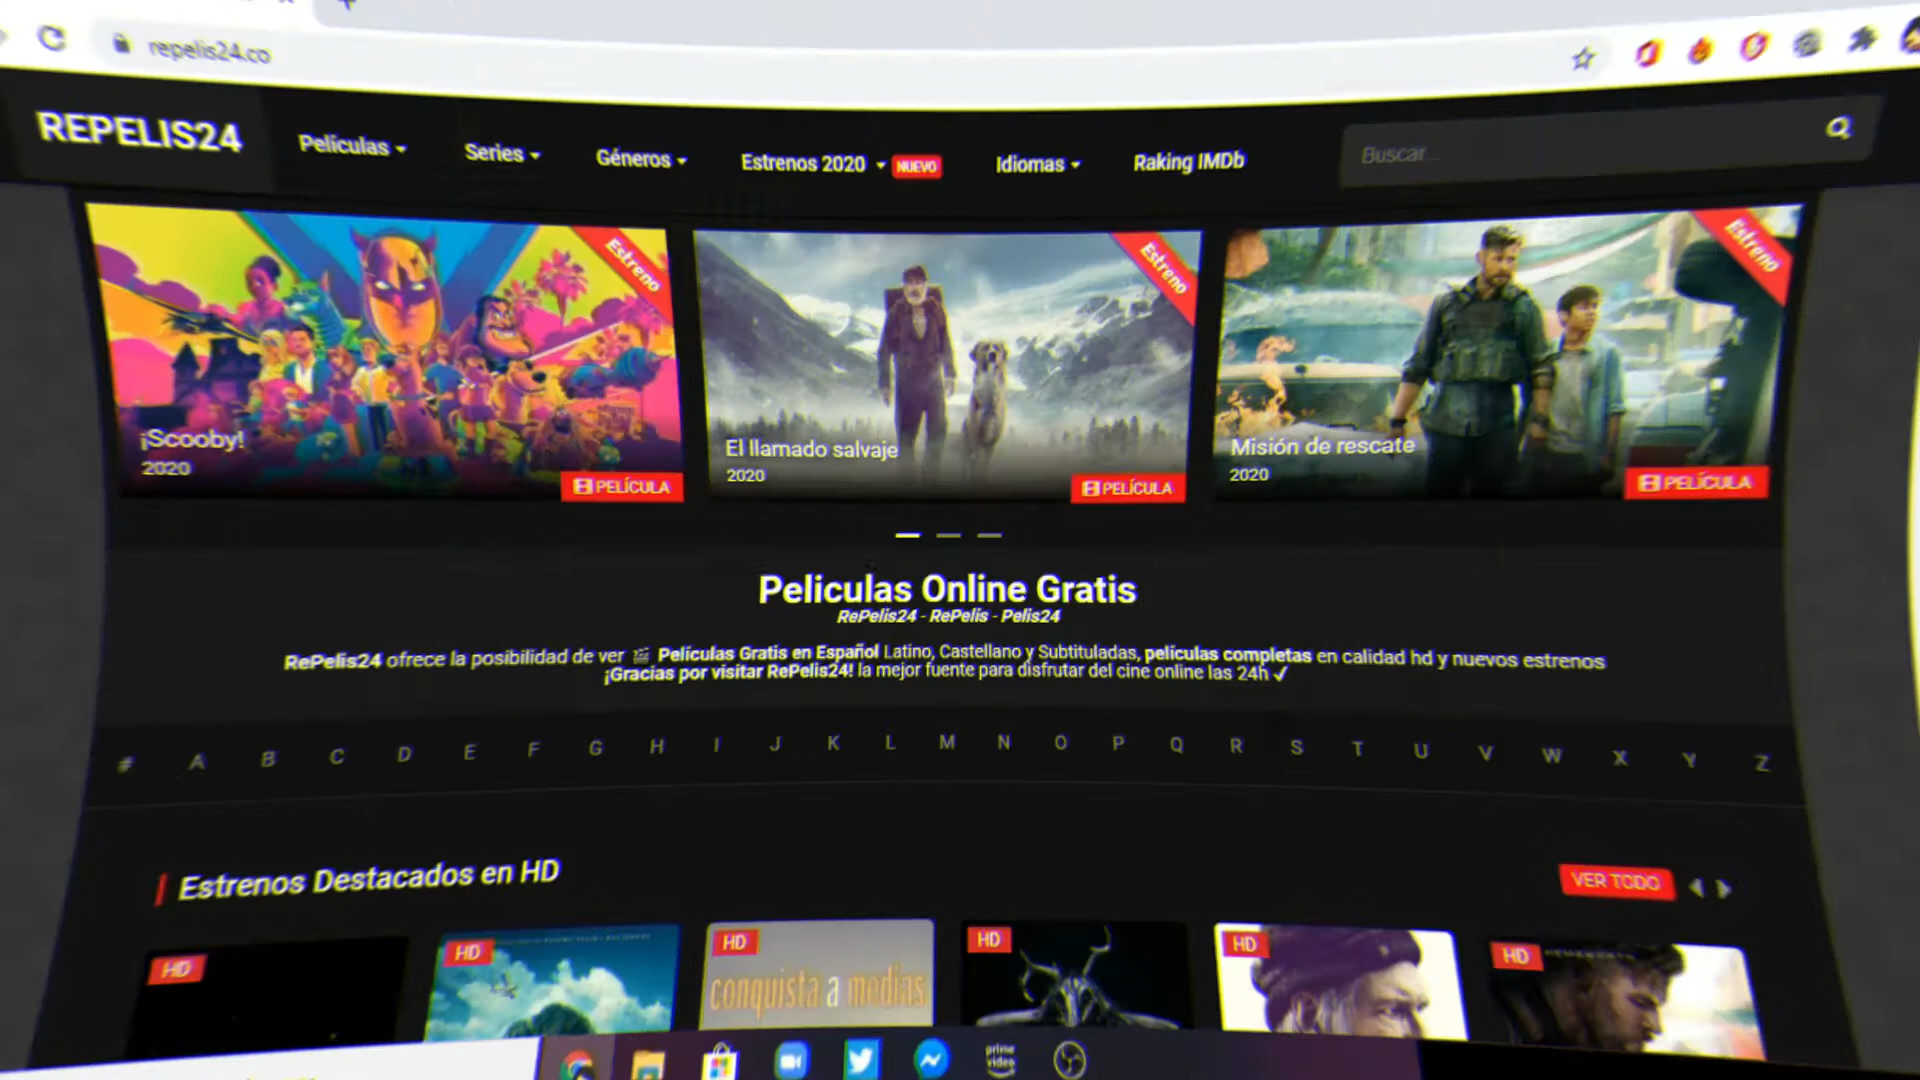 repelis24.co
REPELIS24
Películas
Series
Géneros
Estrenos 2020
NUEVO
Idiomas
Raking IMDb
Buscar...
Estreno
¡Scooby!
2020
PELÍCULA
Estreno
El llamado salvaje
2020
PELÍCULA
Estreno
Misión de rescate
2020
PELÍCULA
Peliculas Online Gratis
RePelis24 - RePelis - Pelis24
RePelis24 ofrece la posibilidad de ver Películas Gratis en Español Latino, Castellano y Subtituladas, películas completas en calidad hd y nuevos estrenos
¡Gracias por visitar RePelis24! la mejor fuente para disfrutar del cine online las 24h ✓
# A B C D E F G H I J K L M N O P Q R S T U V W X Y Z
Estrenos Destacados en HD
VER TODO
HD
HD
HD
conquista a medias
HD
HD
HD
prime
video